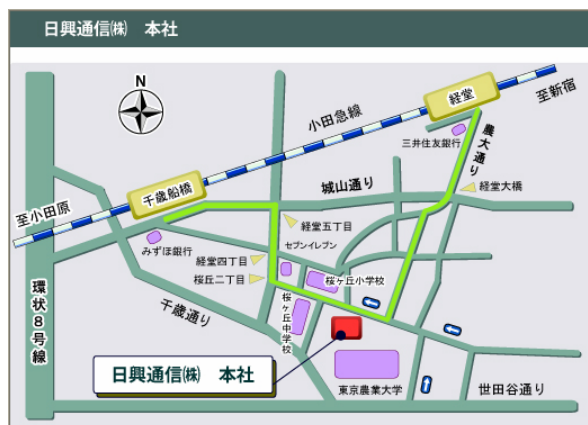 日興通信㈱　本社
N
経堂
至新宿
小田急線
三井住友銀行
農大通り
千歳船橋
城山通り
経堂大橋
至小田原
経堂五丁目
みずほ銀行
セブンイレブン
経堂四丁目
桜丘二丁目
桜ヶ丘小学校
環状8号線
千歳通り
桜ヶ丘中学校
日興通信㈱　本社
東京農業大学
世田谷通り